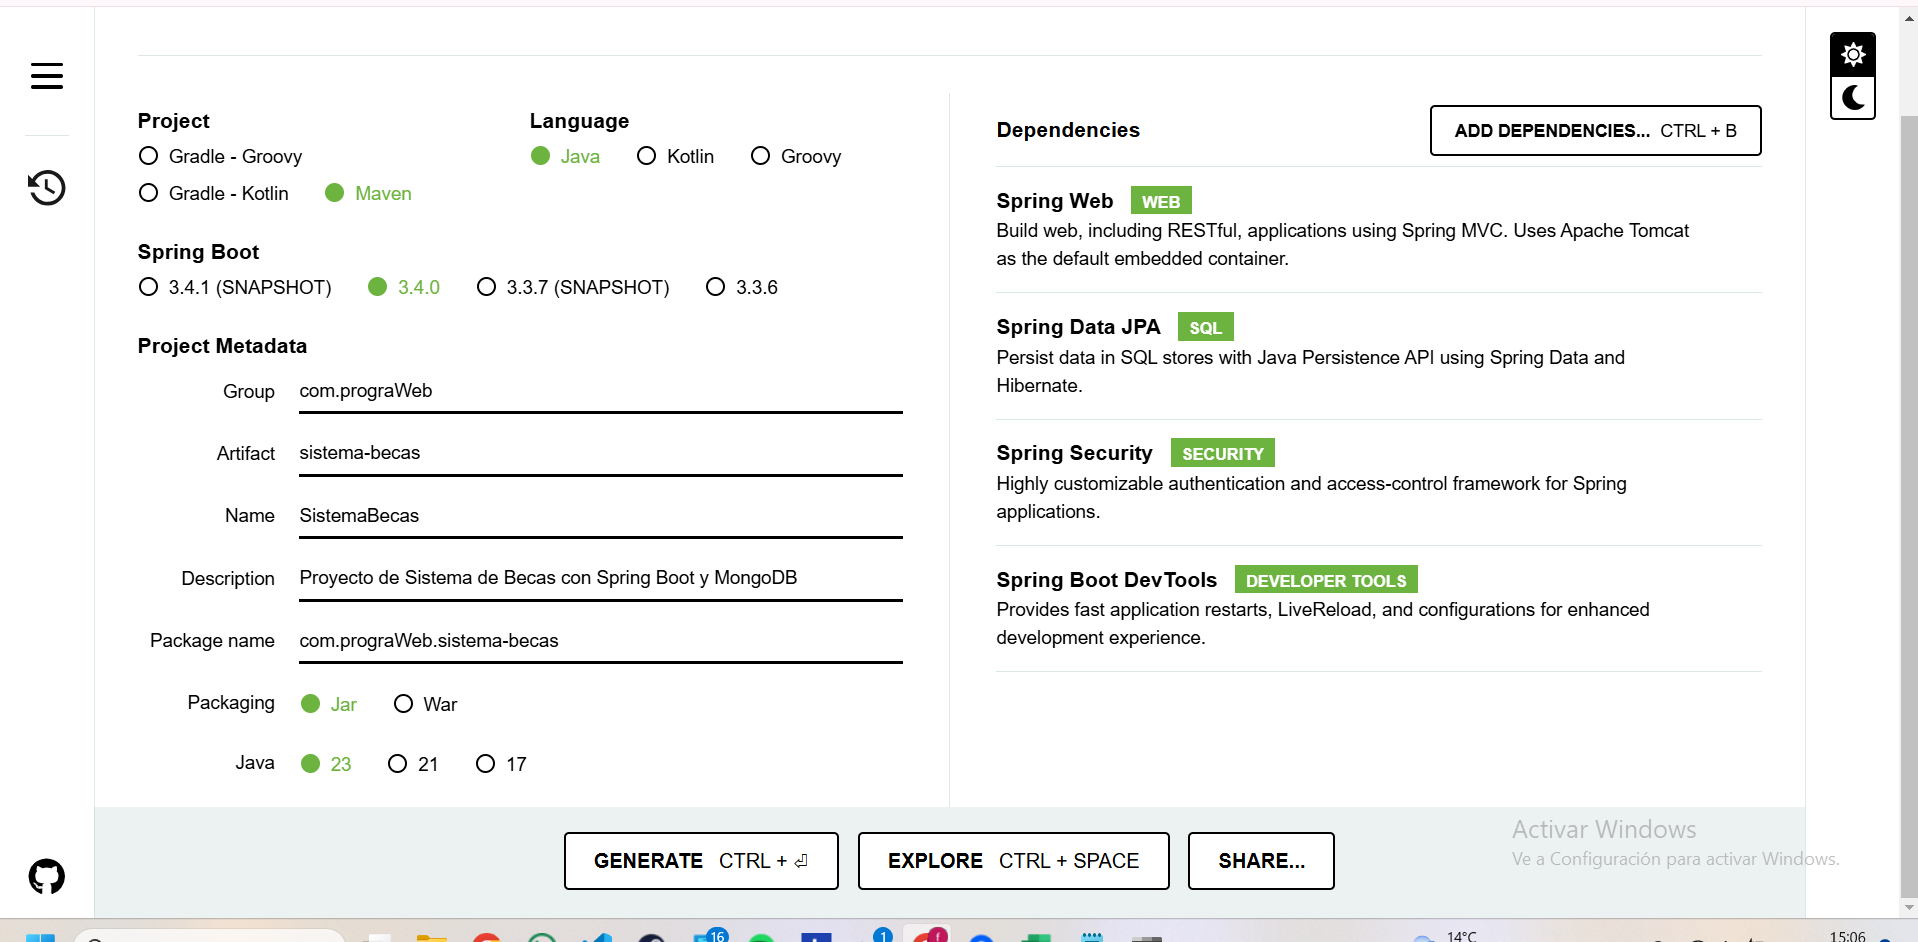 Project
Gradle - Groovy
Gradle - Kotlin Maven
Language
Java Kotlin Groovy
Spring Boot
3.4.1 (SNAPSHOT) 3.4.0 3.3.7 (SNAPSHOT) 3.3.6
Project Metadata
Group com.prograWeb
Artifact sistema-becas
Name SistemaBecas
Description Proyecto de Sistema de Becas con Spring Boot y MongoDB
Package name com.prograWeb.sistema-becas
Packaging Jar War
Java 23 21 17
Dependencies
ADD DEPENDENCIES... CTRL + B
Spring Web WEB
Build web, including RESTful, applications using Spring MVC. Uses Apache Tomcat
as the default embedded container.
Spring Data JPA SQL
Persist data in SQL stores with Java Persistence API using Spring Data and
Hibernate.
Spring Security SECURITY
Highly customizable authentication and access-control framework for Spring
applications.
Spring Boot DevTools DEVELOPER TOOLS
Provides fast application restarts, LiveReload, and configurations for enhanced
development experience.
GENERATE CTRL + ⏎
EXPLORE CTRL + SPACE
SHARE...
Activar Windows
Ve a Configuración para activar Windows.
16
1
14°C
15:06